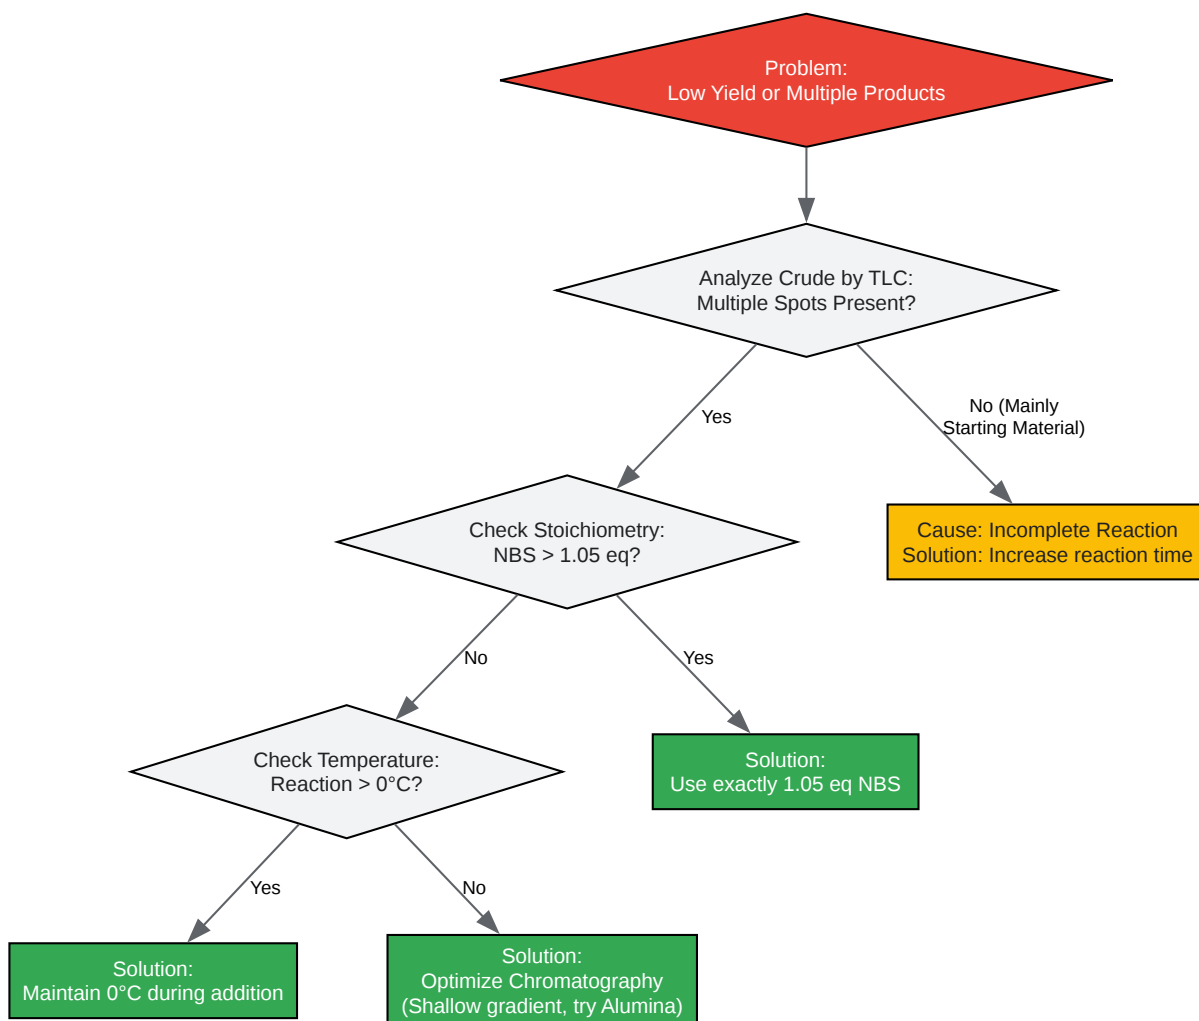 Problem:
Low Yield or Multiple Products
Analyze Crude by TLC:
Multiple Spots Present?
Yes
No (Mainly
Starting Material)
Check Stoichiometry:
NBS > 1.05 eq?
Cause: Incomplete Reaction
Solution: Increase reaction time
No
Yes
Check Temperature:
Reaction > 0°C?
Solution:
Use exactly 1.05 eq NBS
Yes
No
Solution:
Maintain 0°C during addition
Solution:
Optimize Chromatography
(Shallow gradient, try Alumina)